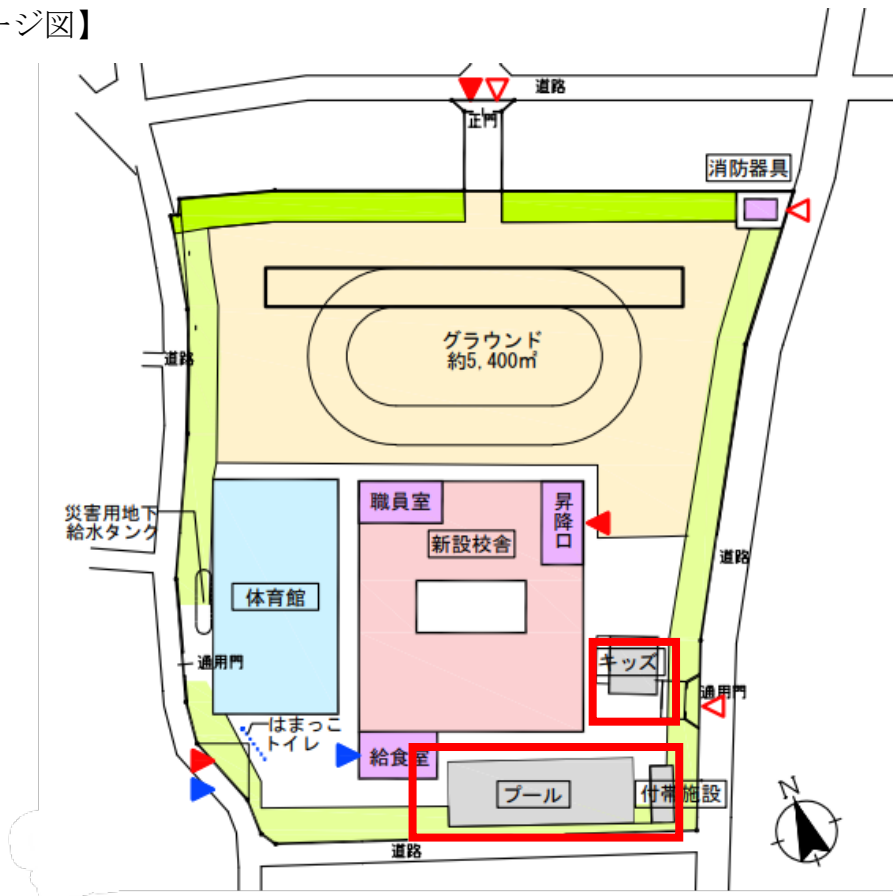 ージ図】
道路
正門
消防器具
グラウンド
約5,400㎡
道路
職員室
昇降口
災害用地下
給水タンク
新設校舎
道路
体育館
通用門
キッズ
通用門
はまっこ
トイレ
給食室
プール
付帯施設
道路
N